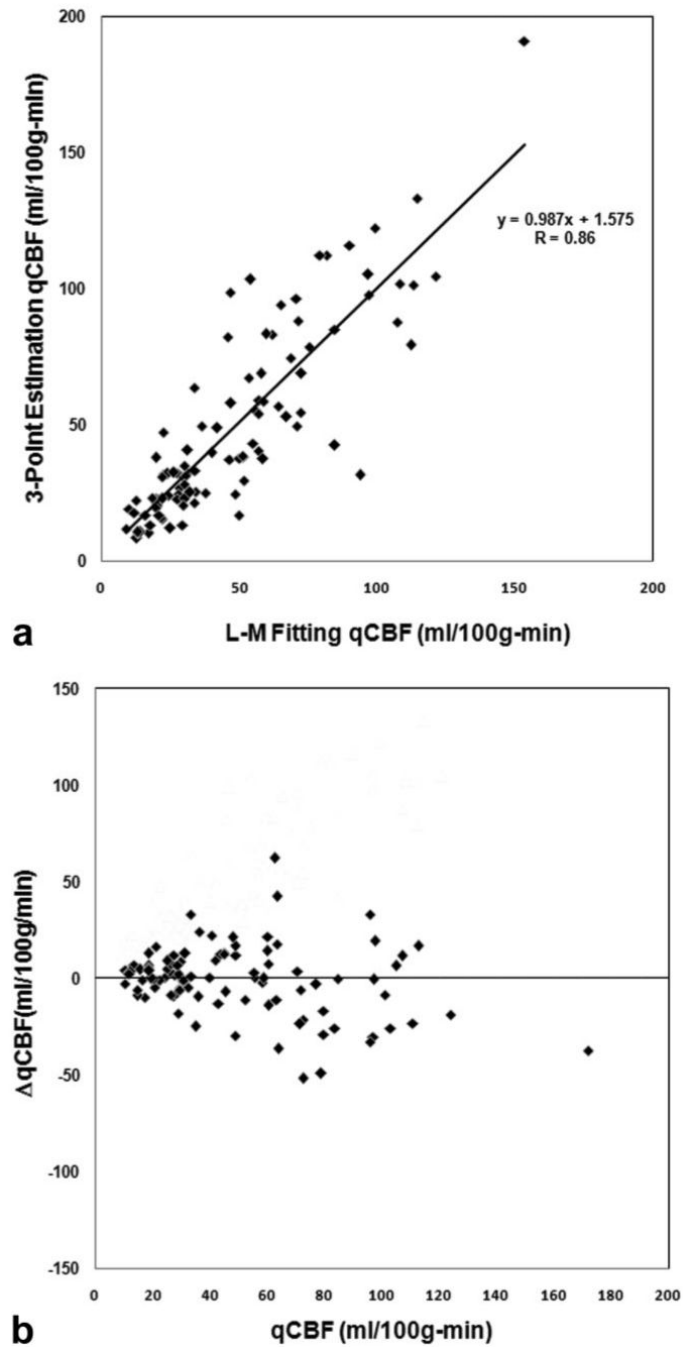 200
150
100
50
0
0 50 100 150 200
3-Point Estimation qCBF (ml/100g-min)
y = 0.987x + 1.575
R = 0.86
L-M Fitting qCBF (ml/100g-min)
a
150
100
50
0
-50
-100
-150
0 20 40 60 80 100 120 140 160 180 200
ΔqCBF(ml/100g/min)
qCBF (ml/100g-min)
b